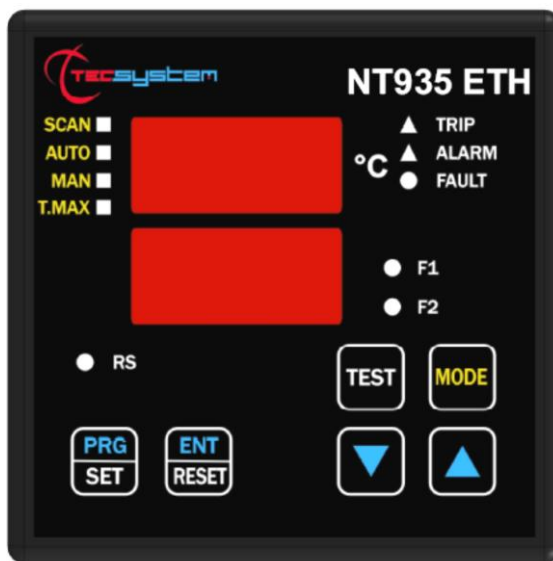 TECSYSTEM
NT935 ETH
SCAN
AUTO
MAN
T.MAX
°C
TRIP
ALARM
FAULT
F1
F2
RS
TEST
MODE
PRG
SET
ENT
RESET